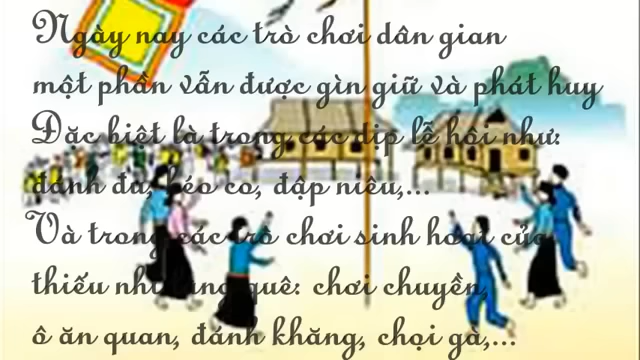 Ngày nay các trò chơi dân gian
một phần vẫn được gìn giữ và phát huy
Đặc biệt là trong các dịp lễ hội như:
đánh đu, kéo co, đập niêu,...
Và trong các trò chơi sinh hoạt của
thiếu nhi làng quê: chơi chuyền,
ô ăn quan, đánh khăng, chọi gà,...